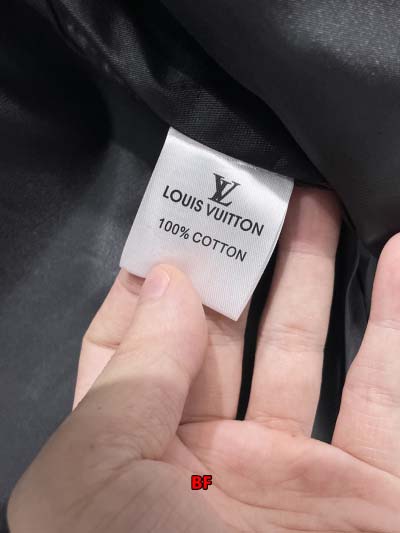 LV
LOUIS VUITTON
100% COTTON
BF